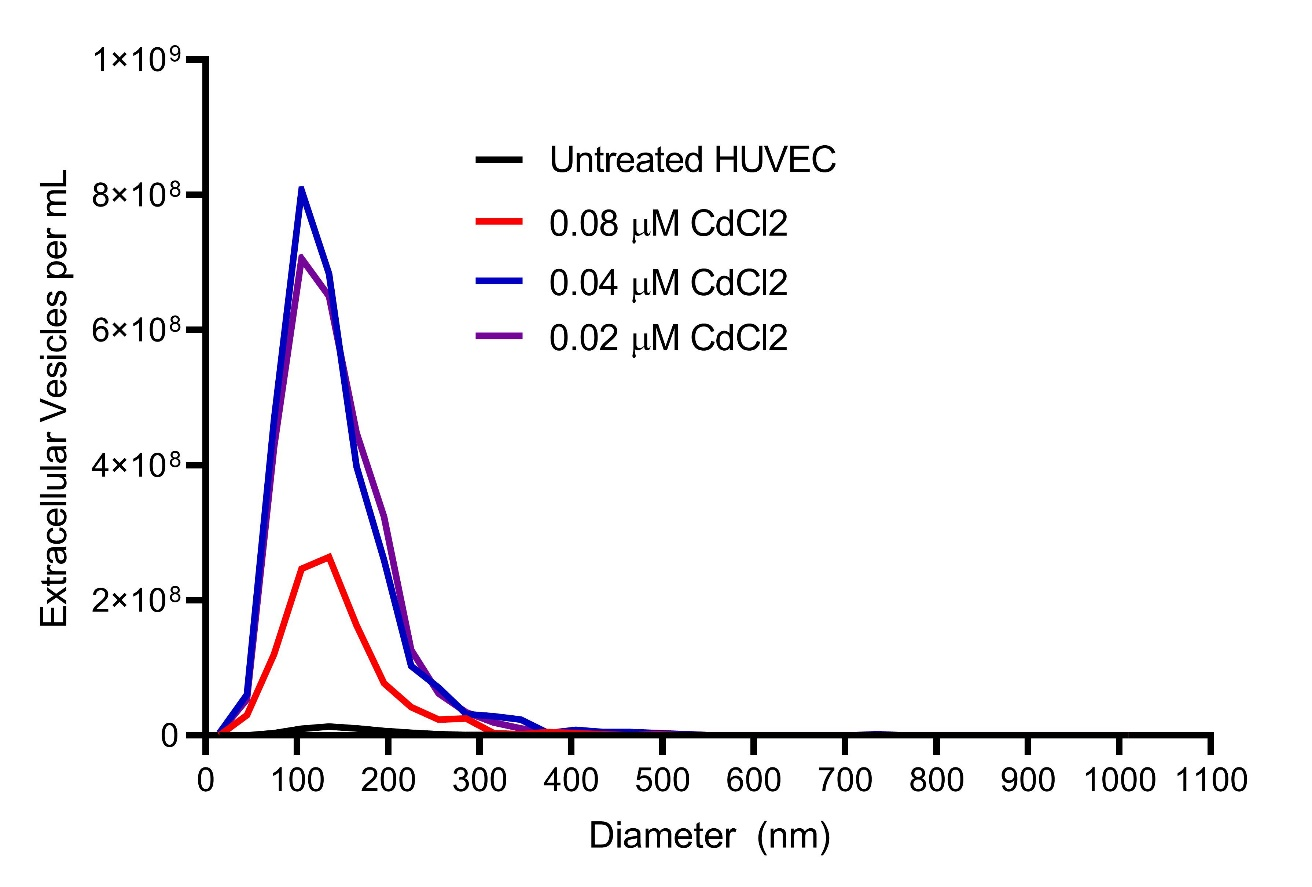 1×10⁹
8×10⁸
6×10⁸
4×10⁸
2×10⁸
0
Extracellular Vesicles per mL
Untreated HUVEC
0.08 μM CdCl2
0.04 μM CdCl2
0.02 μM CdCl2
0 100 200 300 400 500 600 700 800 900 1000 1100
Diameter (nm)